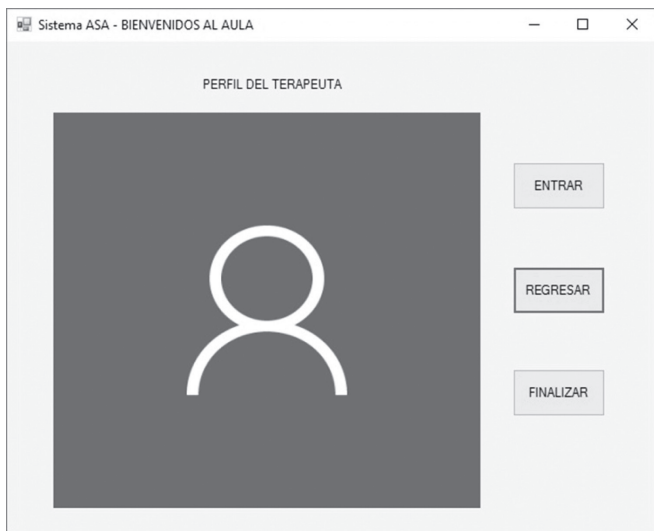 Sistema ASA - BIENVENIDOS AL AULA
PERFIL DEL TERAPEUTA
ENTRAR
REGRESAR
FINALIZAR